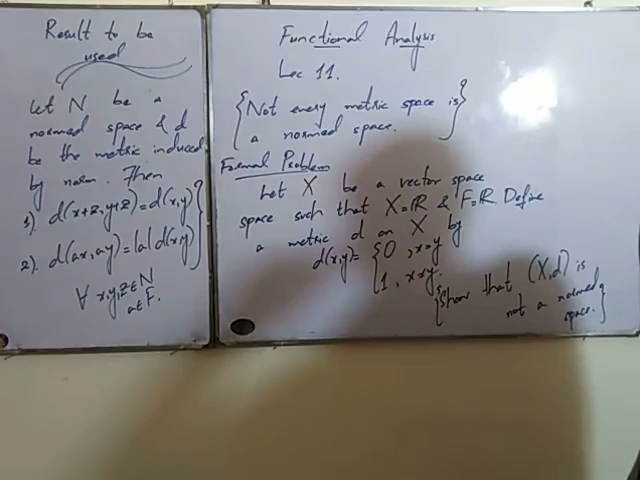 Result to be
used
Let N be a
normed space & d
be the metric induced
by norm. Then
1). d(x+z,y+z)=d(x,y)
2). d(ax,ay)=|a|d(x,y)
∀ x,y,z∈N
a∈F.
Functional Analysis
Lec 11.
{Not every metric space is
a normed space.}
Formal Problem
Let X be a vector space
space such that X=ℝ & F=ℝ Define
a metric d on X by
d(x,y)= {0 , x=y
1 , x≠y.
{Show that (X,d) is
not a normed
space.}